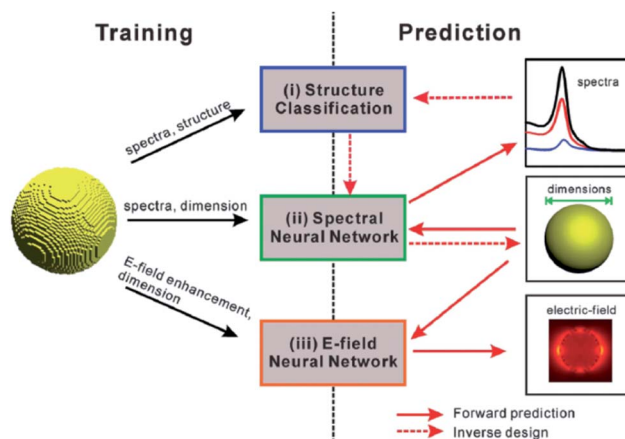 Training
Prediction
(i) Structure
Classification
spectra
spectra, structure
spectra, dimension
(ii) Spectral
Neural Network
dimensions
E-field enhancement,
dimension
(iii) E-field
Neural Network
electric-field
Forward prediction
Inverse design